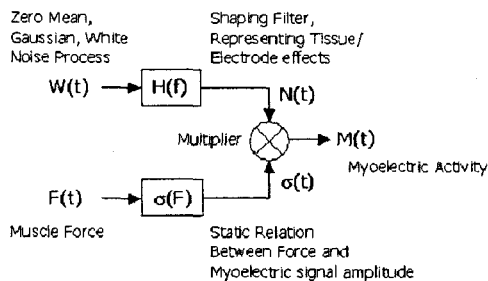 Zero Mean,
Gaussian, White
Noise Process
Shaping Filter,
Representing Tissue/
Electrode effects
W(t)
H(f)
N(t)
Multiplier
M(t)
Myoelectric Activity
F(t)
σ(F)
σ(t)
Muscle Force
Static Relation
Between Force and
Myoelectric signal amplitude